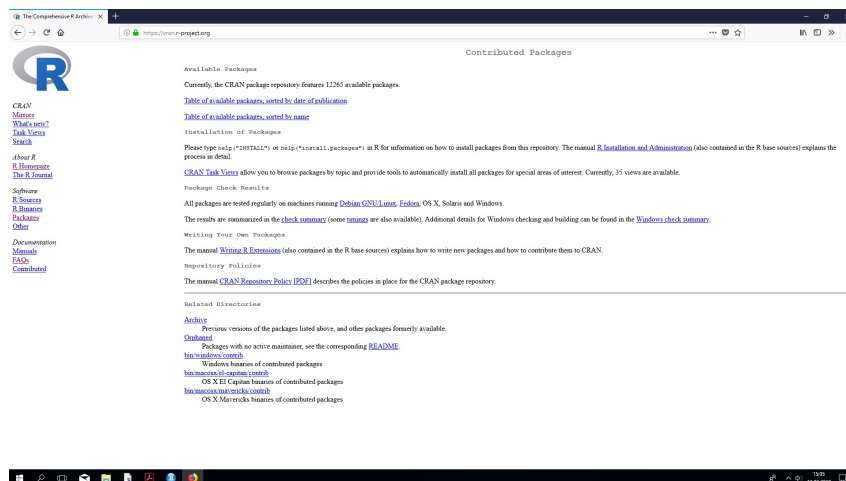 The Comprehensive R Archive
https://cran.r-project.org
R
CRAN
Mirrors
What's new?
Task Views
Search
About R
R Homepage
The R Journal
Software
R Sources
R Binaries
Packages
Other
Documentation
Manuals
FAQs
Contributed
Contributed Packages
Available Packages
Currently, the CRAN package repository features 12265 available packages.
Table of available packages, sorted by date of publication
Table of available packages, sorted by name
Installation of Packages
Please type help("INSTALL") or help("install.packages") in R for information on how to install packages from this repository. The manual R Installation and Administration (also contained in the R base sources) explains the
process in detail.
CRAN Task Views allow you to browse packages by topic and provide tools to automatically install all packages for special areas of interest. Currently, 35 views are available.
Package Check Results
All packages are tested regularly on machines running Debian GNU/Linux, Fedora, OS X, Solaris and Windows.
The results are summarized in the check summary (some timings are also available). Additional details for Windows checking and building can be found in the Windows check summary.
Writing Your Own Packages
The manual Writing R Extensions (also contained in the R base sources) explains how to write new packages and how to contribute them to CRAN.
Repository Policies
The manual CRAN Repository Policy [PDF] describes the policies in place for the CRAN package repository.
Related Directories
Archive
Previous versions of the packages listed above, and other packages formerly available.
Orphaned
Packages with no active maintainer, see the corresponding README.
bin/windows/contrib
Windows binaries of contributed packages
bin/macosx/el-capitan/contrib
OS X El Capitan binaries of contributed packages
bin/macosx/mavericks/contrib
OS X Mavericks binaries of contributed packages
15:05